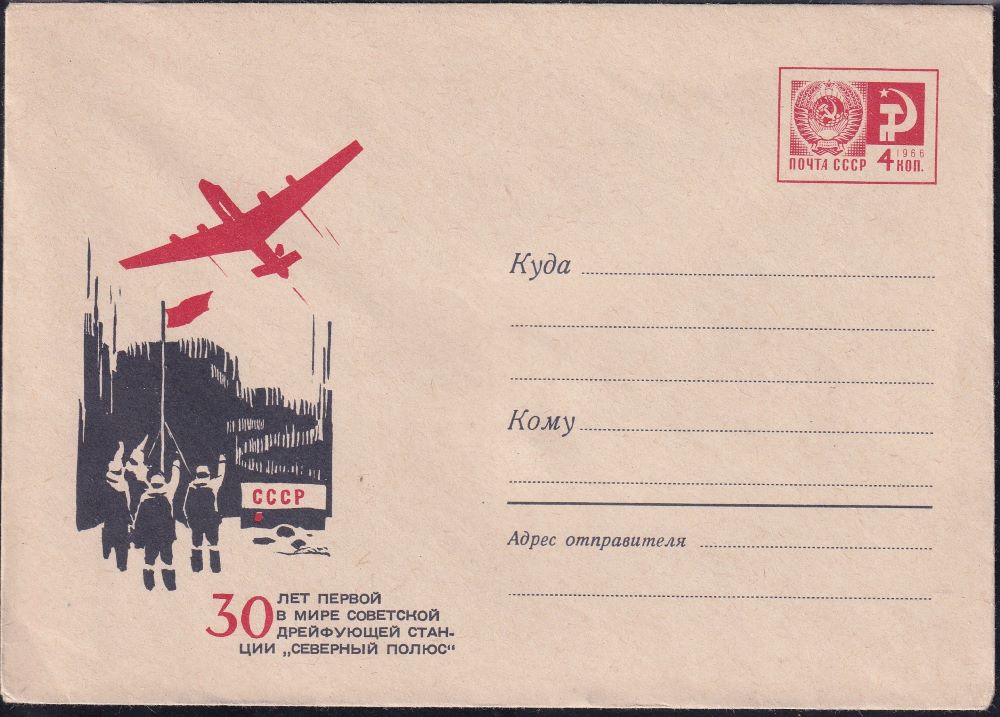 ПОЧТА СССР
1966
4 КОП.
Куда
Кому
СССР
Адрес отправителя
30 ЛЕТ ПЕРВОЙ
В МИРЕ СОВЕТСКОЙ
ДРЕЙФУЮЩЕЙ СТАН-
ЦИИ „СЕВЕРНЫЙ ПОЛЮС“